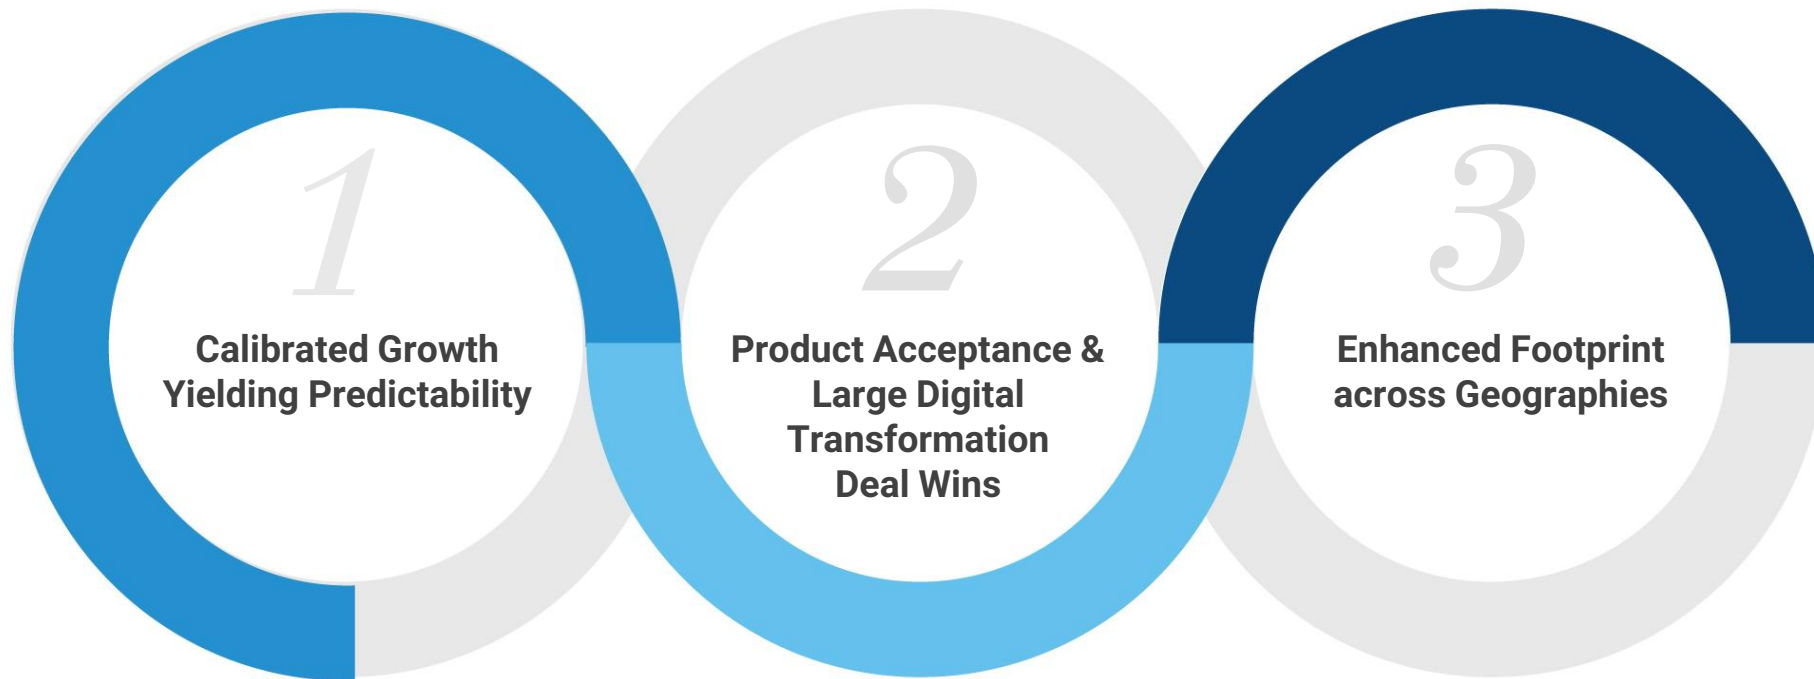 1
Calibrated Growth
Yielding Predictability
2
Product Acceptance &
Large Digital
Transformation
Deal Wins
3
Enhanced Footprint
across Geographies